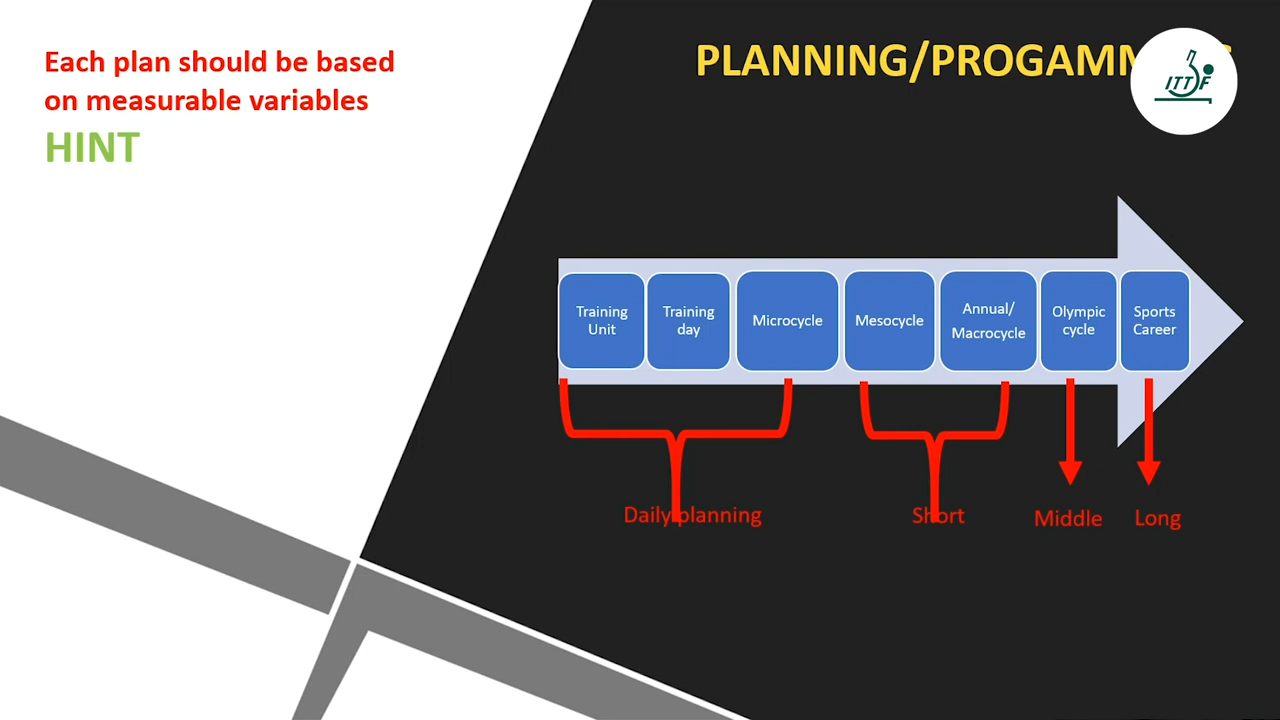 Each plan should be based
on measurable variables
HINT
PLANNING/PROGAMM
ITTF
Training
Unit
Training
day
Microcycle
Mesocycle
Annual/
Macrocycle
Olympic
cycle
Sports
Career
Daily planning
Short
Middle
Long